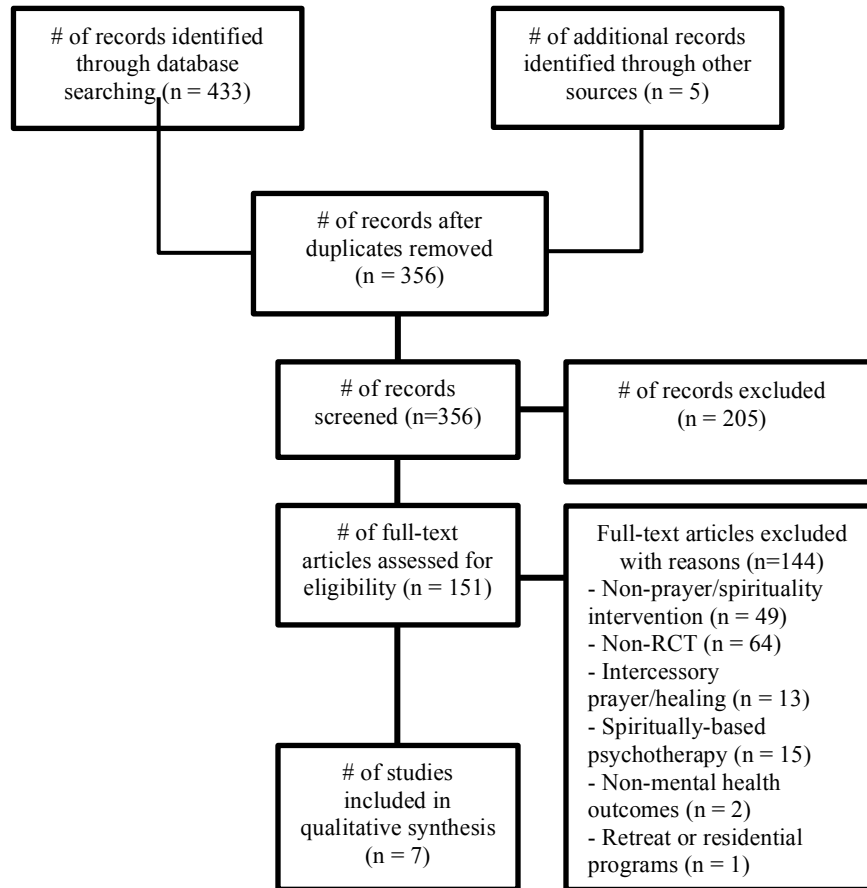 # of records identified
through database
searching (n = 433)
# of additional records
identified through other
sources (n = 5)
# of records after
duplicates removed
(n = 356)
# of records
screened (n=356)
# of records excluded
(n = 205)
# of full-text
articles assessed for
eligibility (n = 151)
Full-text articles excluded
with reasons (n=144)
- Non-prayer/spirituality
intervention (n = 49)
- Non-RCT (n = 64)
- Intercessory
prayer/healing (n = 13)
- Spiritually-based
psychotherapy (n = 15)
- Non-mental health
outcomes (n = 2)
- Retreat or residential
programs (n = 1)
# of studies
included in
qualitative synthesis
(n = 7)